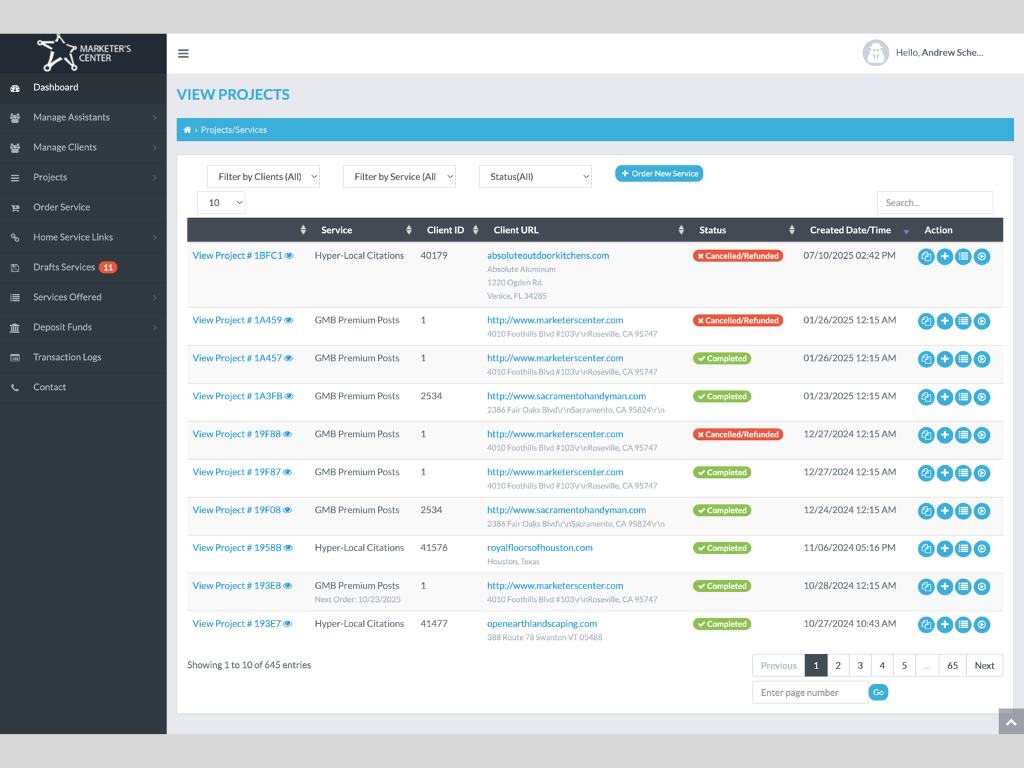 MARKETER'S
CENTER
Hello, Andrew Sche...
Dashboard
Manage Assistants
Manage Clients
Projects
Order Service
Home Service Links
Drafts Services 11
Services Offered
Deposit Funds
Transaction Logs
Contact
VIEW PROJECTS
› Projects/Services
Filter by Clients (All) Filter by Service (All Status(All) + Order New Service
10 Search...
Service Client ID Client URL Status Created Date/Time Action
View Project # 1BFC1 Hyper-Local Citations 40179 absoluteoutdoorkitchens.com Cancelled/Refunded 07/10/2025 02:42 PM
Absolute Aluminum
1220 Ogden Rd.
Venice, FL 34285
View Project # 1A459 GMB Premium Posts 1 http://www.marketerscenter.com Cancelled/Refunded 01/26/2025 12:15 AM
4010 Foothills Blvd #103\r\nRoseville, CA 95747
View Project # 1A457 GMB Premium Posts 1 http://www.marketerscenter.com Completed 01/26/2025 12:15 AM
4010 Foothills Blvd #103\r\nRoseville, CA 95747
View Project # 1A3FB GMB Premium Posts 2534 http://www.sacramentohandyman.com Completed 01/23/2025 12:15 AM
2386 Fair Oaks Blvd\r\nSacramento, CA 95824\r\n
View Project # 19F88 GMB Premium Posts 1 http://www.marketerscenter.com Cancelled/Refunded 12/27/2024 12:15 AM
4010 Foothills Blvd #103\r\nRoseville, CA 95747
View Project # 19F87 GMB Premium Posts 1 http://www.marketerscenter.com Completed 12/27/2024 12:15 AM
4010 Foothills Blvd #103\r\nRoseville, CA 95747
View Project # 19F08 GMB Premium Posts 2534 http://www.sacramentohandyman.com Completed 12/24/2024 12:15 AM
2386 Fair Oaks Blvd\r\nSacramento, CA 95824\r\n
View Project # 1958B Hyper-Local Citations 41576 royalfloorsofhouston.com Completed 11/06/2024 05:16 PM
Houston, Texas
View Project # 193E8 GMB Premium Posts 1 http://www.marketerscenter.com Completed 10/28/2024 12:15 AM
Next Order: 10/23/2025 4010 Foothills Blvd #103\r\nRoseville, CA 95747
View Project # 193E7 Hyper-Local Citations 41477 openearthlandscaping.com Completed 10/27/2024 10:43 AM
388 Route 78 Swanton VT 05488
Showing 1 to 10 of 645 entries
Previous 1 2 3 4 5 ... 65 Next
Enter page number Go